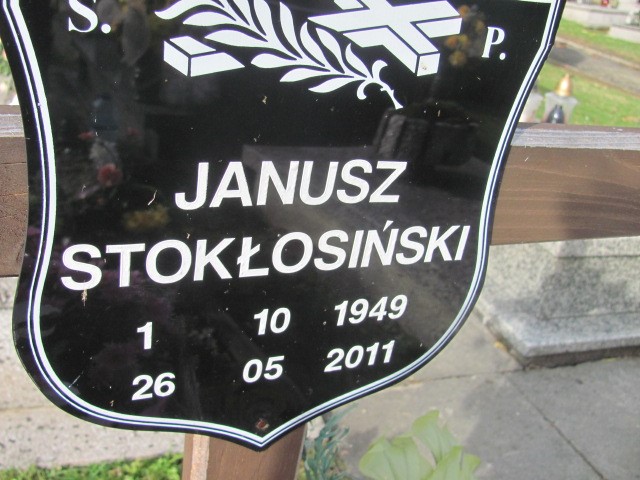 S. P.
JANUSZ
STOKŁOSIŃSKI
1 10 1949
26 05 2011